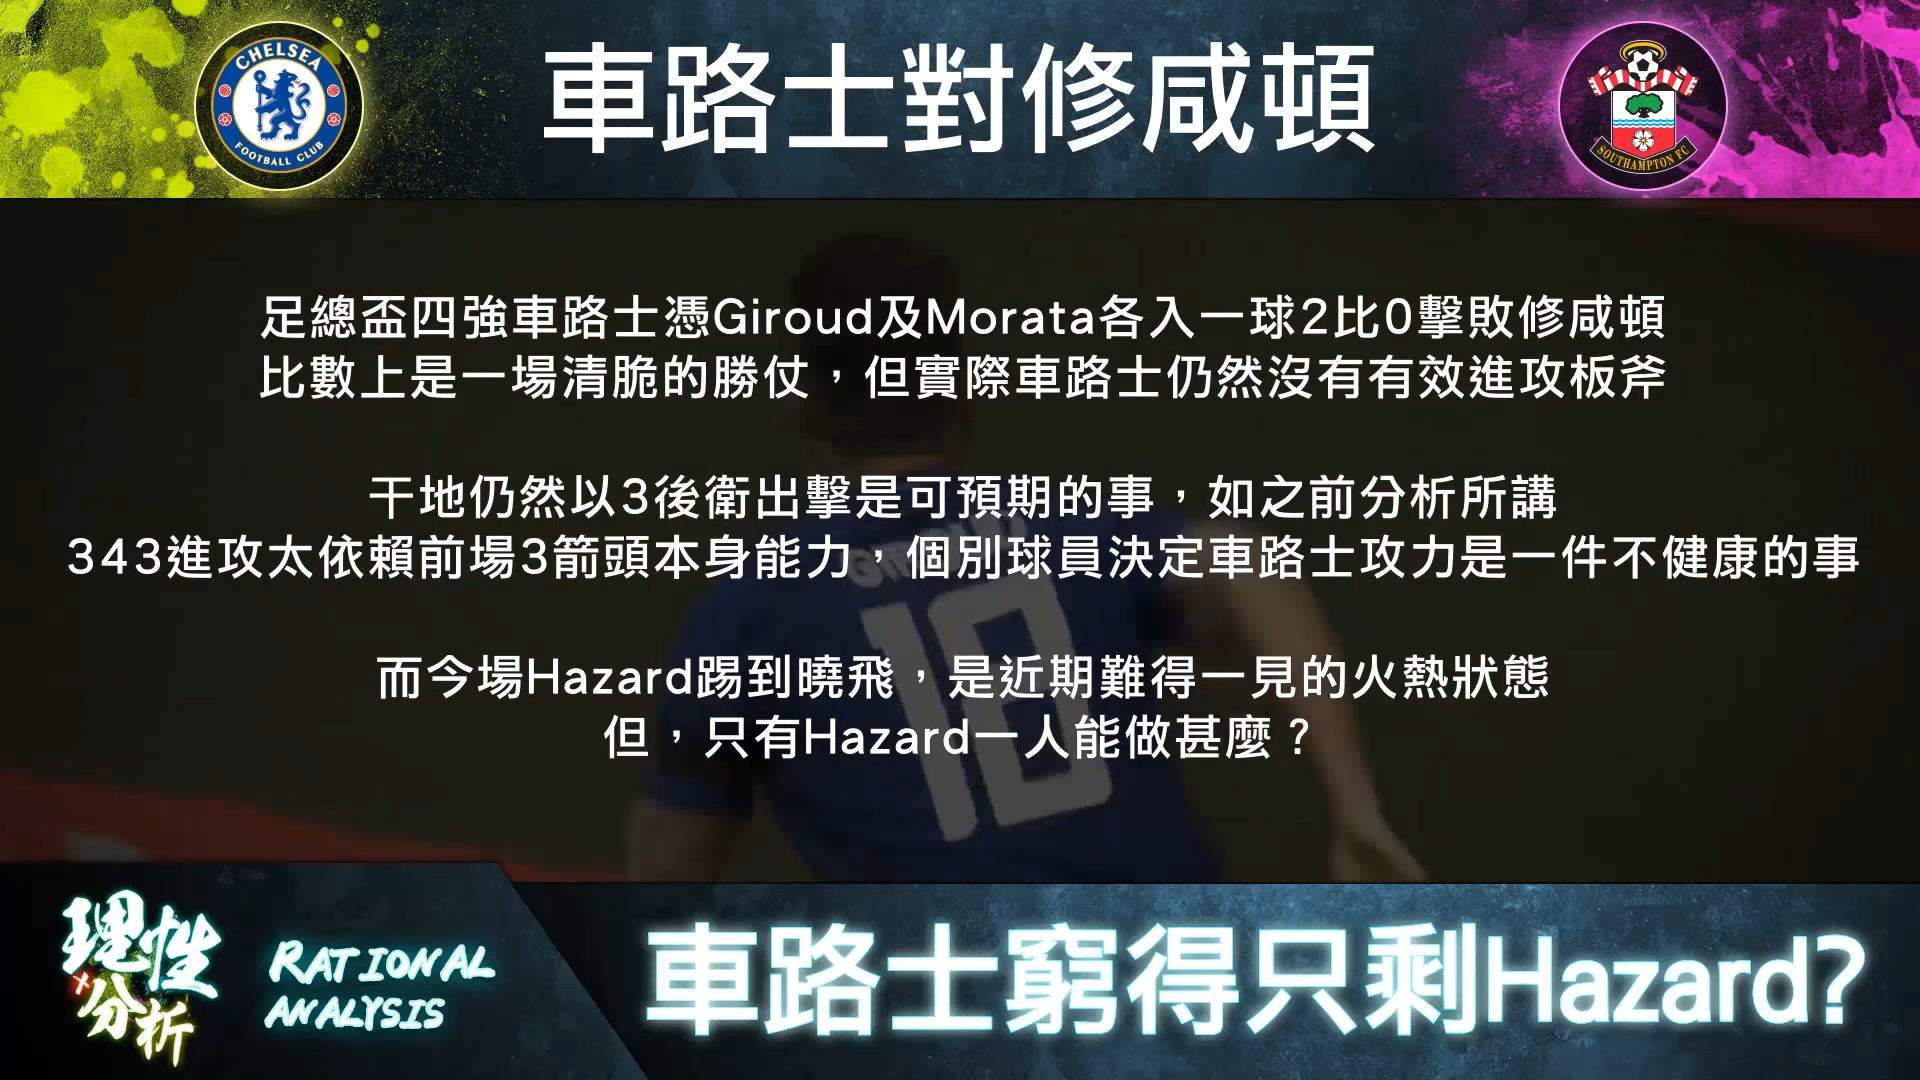 CHELSEA
FOOTBALL CLUB
車路士對修咸頓
SOUTHAMPTON FC
足總盃四強車路士憑Giroud及Morata各入一球2比0擊敗修咸頓
比數上是一場清脆的勝仗，但實際車路士仍然沒有有效進攻板斧
干地仍然以3後衛出擊是可預期的事，如之前分析所講
343進攻太依賴前場3箭頭本身能力，個別球員決定車路士攻力是一件不健康的事
而今場Hazard踢到曉飛，是近期難得一見的火熱狀態
但，只有Hazard一人能做甚麼？
10
理性
分析
RATIONAL
ANALYSIS
車路士窮得只剩Hazard?